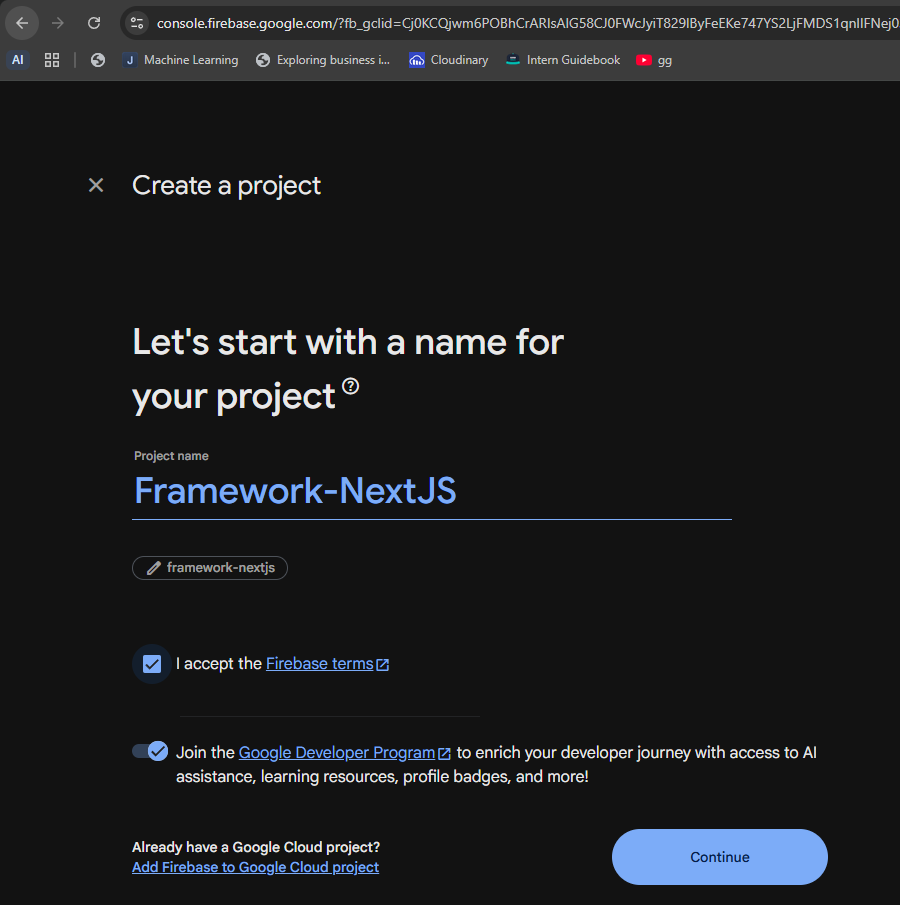 console.firebase.google.com/?fb_gclid=Cj0KCQjwm6POBhCrARIsAIG58CJ0FWcJyiT829IByFeEKe747YS2LjFMDS1qnIIFNej0
AI J Machine Learning Exploring business i... Cloudinary Intern Guidebook gg
Create a project
Let's start with a name for
your project
Project name
Framework-NextJS
framework-nextjs
I accept the Firebase terms
Join the Google Developer Program to enrich your developer journey with access to AI
assistance, learning resources, profile badges, and more!
Already have a Google Cloud project?
Add Firebase to Google Cloud project
Continue